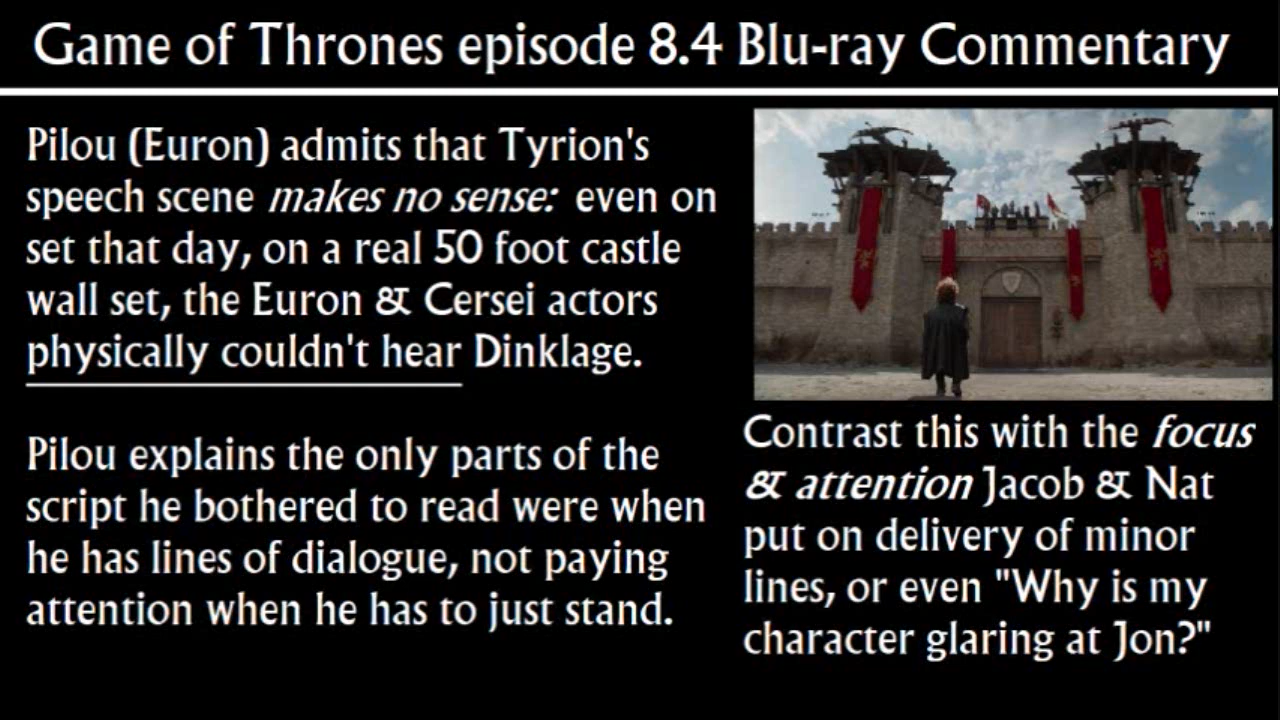 Game of Thrones episode 8.4 Blu-ray Commentary
Pilou (Euron) admits that Tyrion's
speech scene makes no sense: even on
set that day, on a real 50 foot castle
wall set, the Euron & Cersei actors
physically couldn't hear Dinklage.
Pilou explains the only parts of the
script he bothered to read were when
he has lines of dialogue, not paying
attention when he has to just stand.
Contrast this with the focus
& attention Jacob & Nat
put on delivery of minor
lines, or even "Why is my
character glaring at Jon?"